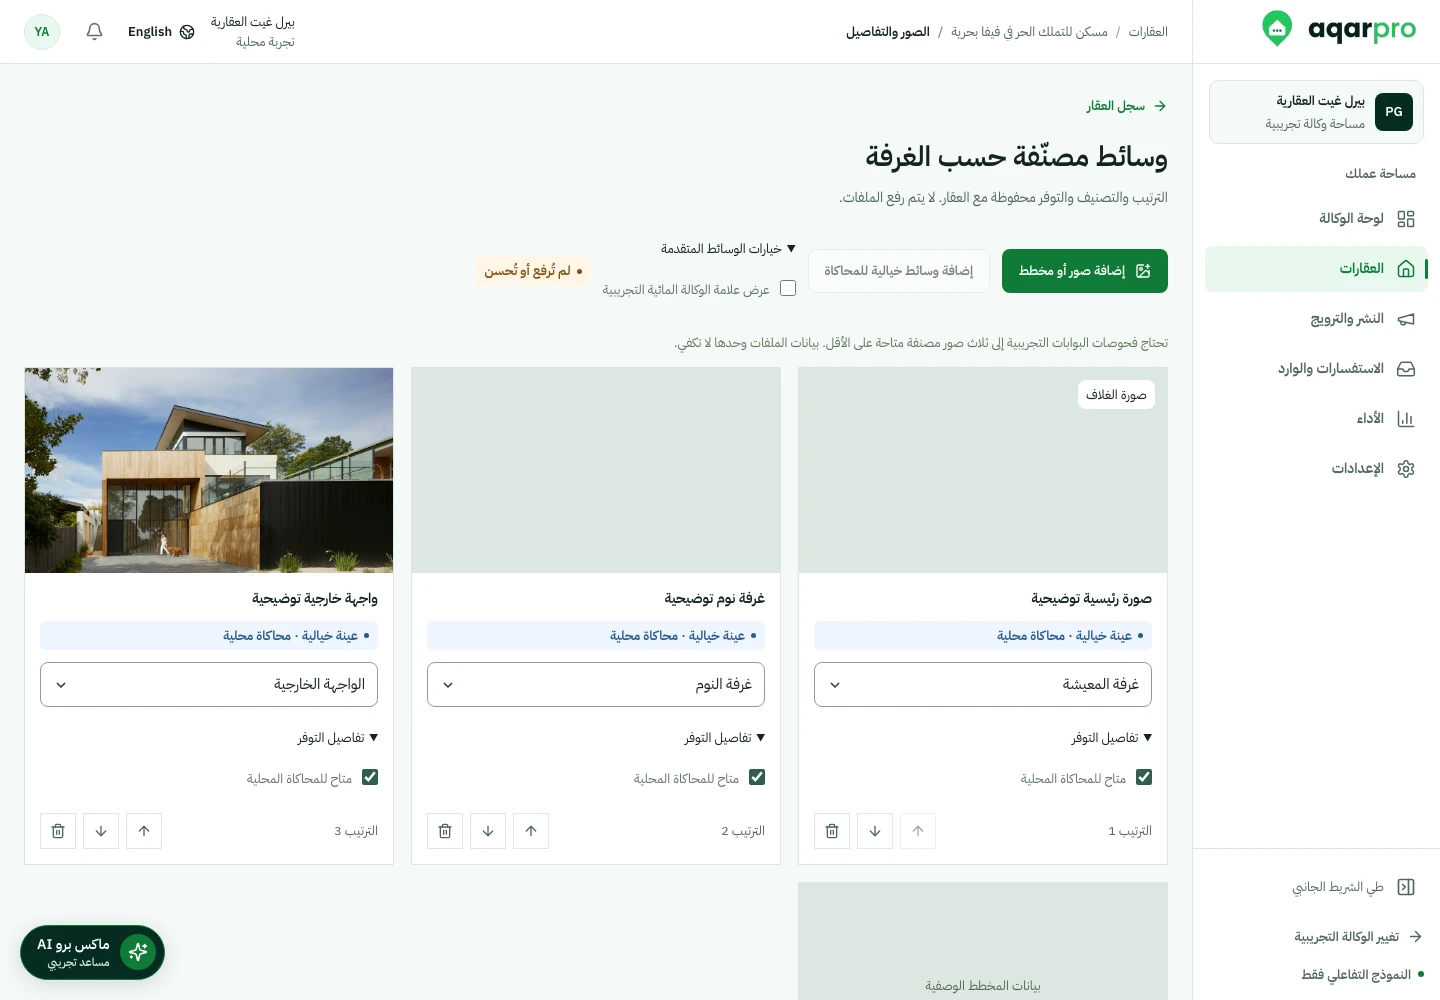 aqarpro
بيرل غيت العقارية
مساحة وكالة تجريبية
PG
مساحة عملك
لوحة الوكالة
العقارات
النشر والترويج
الاستفسارات والوارد
الأداء
الإعدادات
طي الشريط الجانبي
تغيير الوكالة التجريبية
النموذج التفاعلي فقط
العقارات / مسكن للتملك الحر في فيفا بحرية / الصور والتفاصيل
بيرل غيت العقارية
تجربة محلية
English
YA
سجل العقار
وسائط مصنّفة حسب الغرفة
الترتيب والتصنيف والتوفر محفوظة مع العقار. لا يتم رفع الملفات.
إضافة صور أو مخطط
إضافة وسائط خيالية للمحاكاة
خيارات الوسائط المتقدمة
عرض علامة الوكالة المائية التجريبية
لم تُرفع أو تُحسن
تحتاج فحوصات البوابات التجريبية إلى ثلاث صور مصنفة متاحة على الأقل. بيانات الملفات وحدها لا تكفي.
صورة الغلاف
صورة رئيسية توضيحية
عينة خيالية · محاكاة محلية
غرفة المعيشة
تفاصيل التوفر
متاح للمحاكاة المحلية
الترتيب 1
غرفة نوم توضيحية
عينة خيالية · محاكاة محلية
غرفة النوم
تفاصيل التوفر
متاح للمحاكاة المحلية
الترتيب 2
واجهة خارجية توضيحية
عينة خيالية · محاكاة محلية
الواجهة الخارجية
تفاصيل التوفر
متاح للمحاكاة المحلية
الترتيب 3
بيانات المخطط الوصفية
ماكس برو AI
مساعد تجريبي